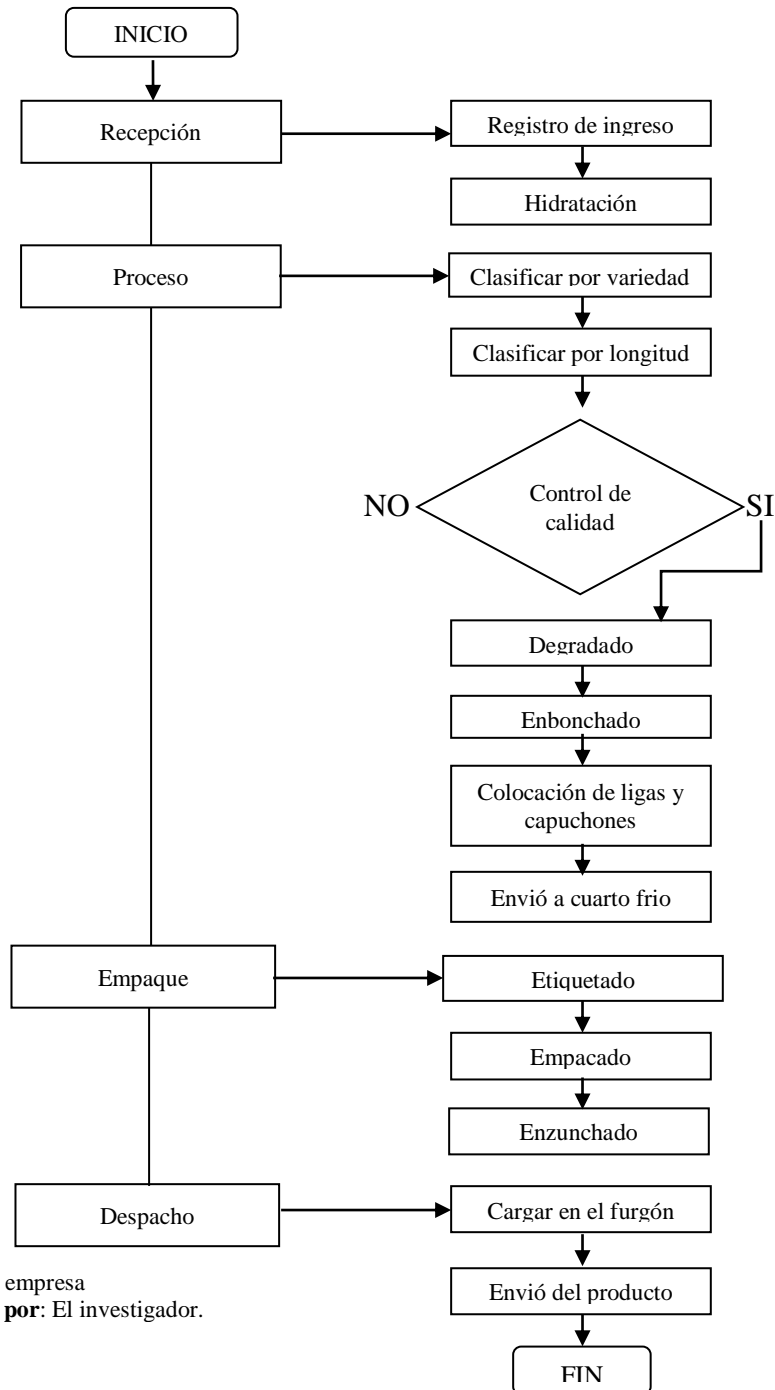 INICIO
Recepción
Registro de ingreso
Hidratación
Proceso
Clasificar por variedad
Clasificar por longitud
NO
Control de
calidad
SI
Degradado
Enbonchado
Colocación de ligas y
capuchones
Envió a cuarto frio
Empaque
Etiquetado
Empacado
Enzunchado
Despacho
Cargar en el furgón
Envió del producto
empresa
por: El investigador.
FIN